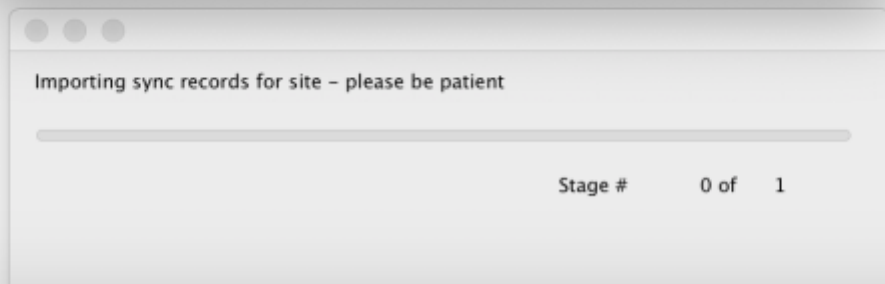 Importing sync records for site – please be patient
Stage # 0 of 1